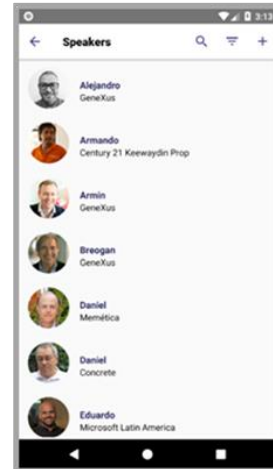 3:13
Speakers
Alejandro
GeneXus
Armando
Century 21 Keewaydin Prop
Armin
GeneXus
Breogan
GeneXus
Daniel
Memética
Daniel
Concrete
Eduardo
Microsoft Latin America